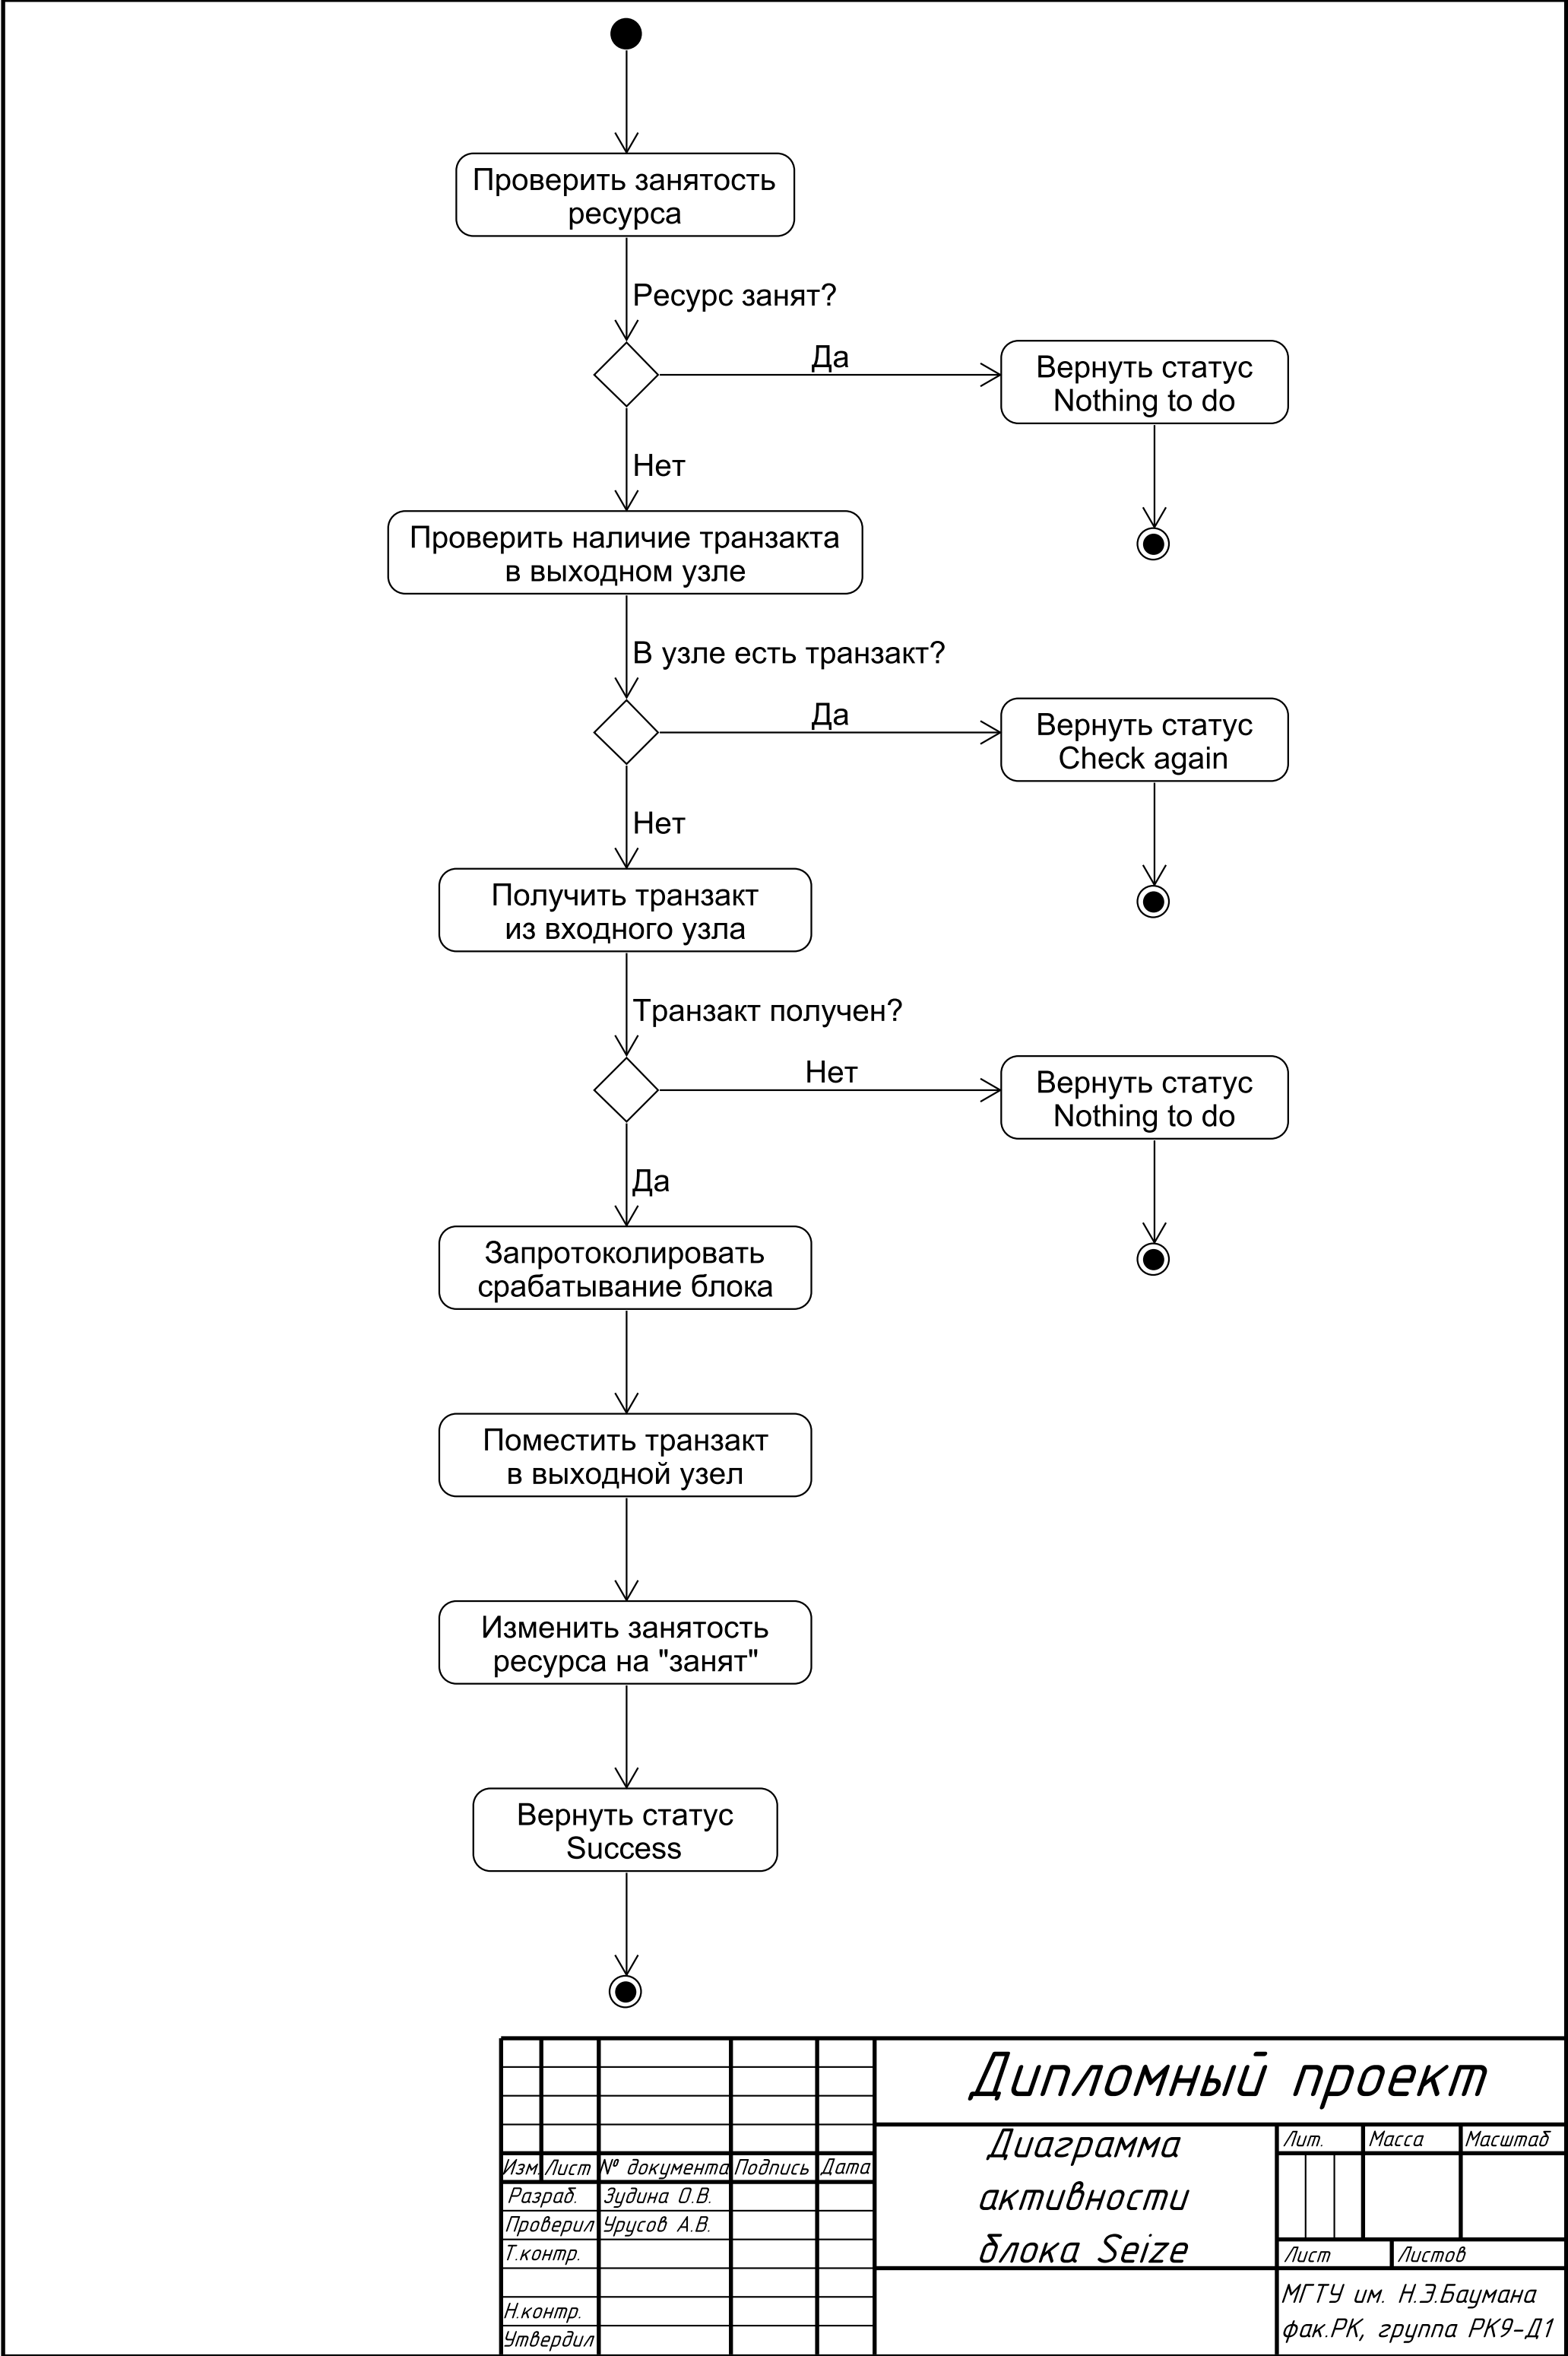 Проверить занятость
ресурса
Ресурс занят?
Да
Вернуть статус
Nothing to do
Нет
Проверить наличие транзакта
в выходном узле
В узле есть транзакт?
Да
Вернуть статус
Check again
Нет
Получить транзакт
из входного узла
Транзакт получен?
Нет
Вернуть статус
Nothing to do
Да
Запротоколировать
срабатывание блока
Поместить транзакт
в выходной узел
Изменить занятость
ресурса на "занят"
Вернуть статус
Success
Дипломный проект
Диаграмма
активности
блока Seize
Лит. Масса Масштаб
Изм. Лист № документа Подпись Дата
Разраб. Зудина О.В.
Проверил Урусов А.В.
Т.контр.
Лист Листов
Н.контр.
Утвердил
МГТУ им. Н.Э.Баумана
фак.РК, группа РК9-Д1